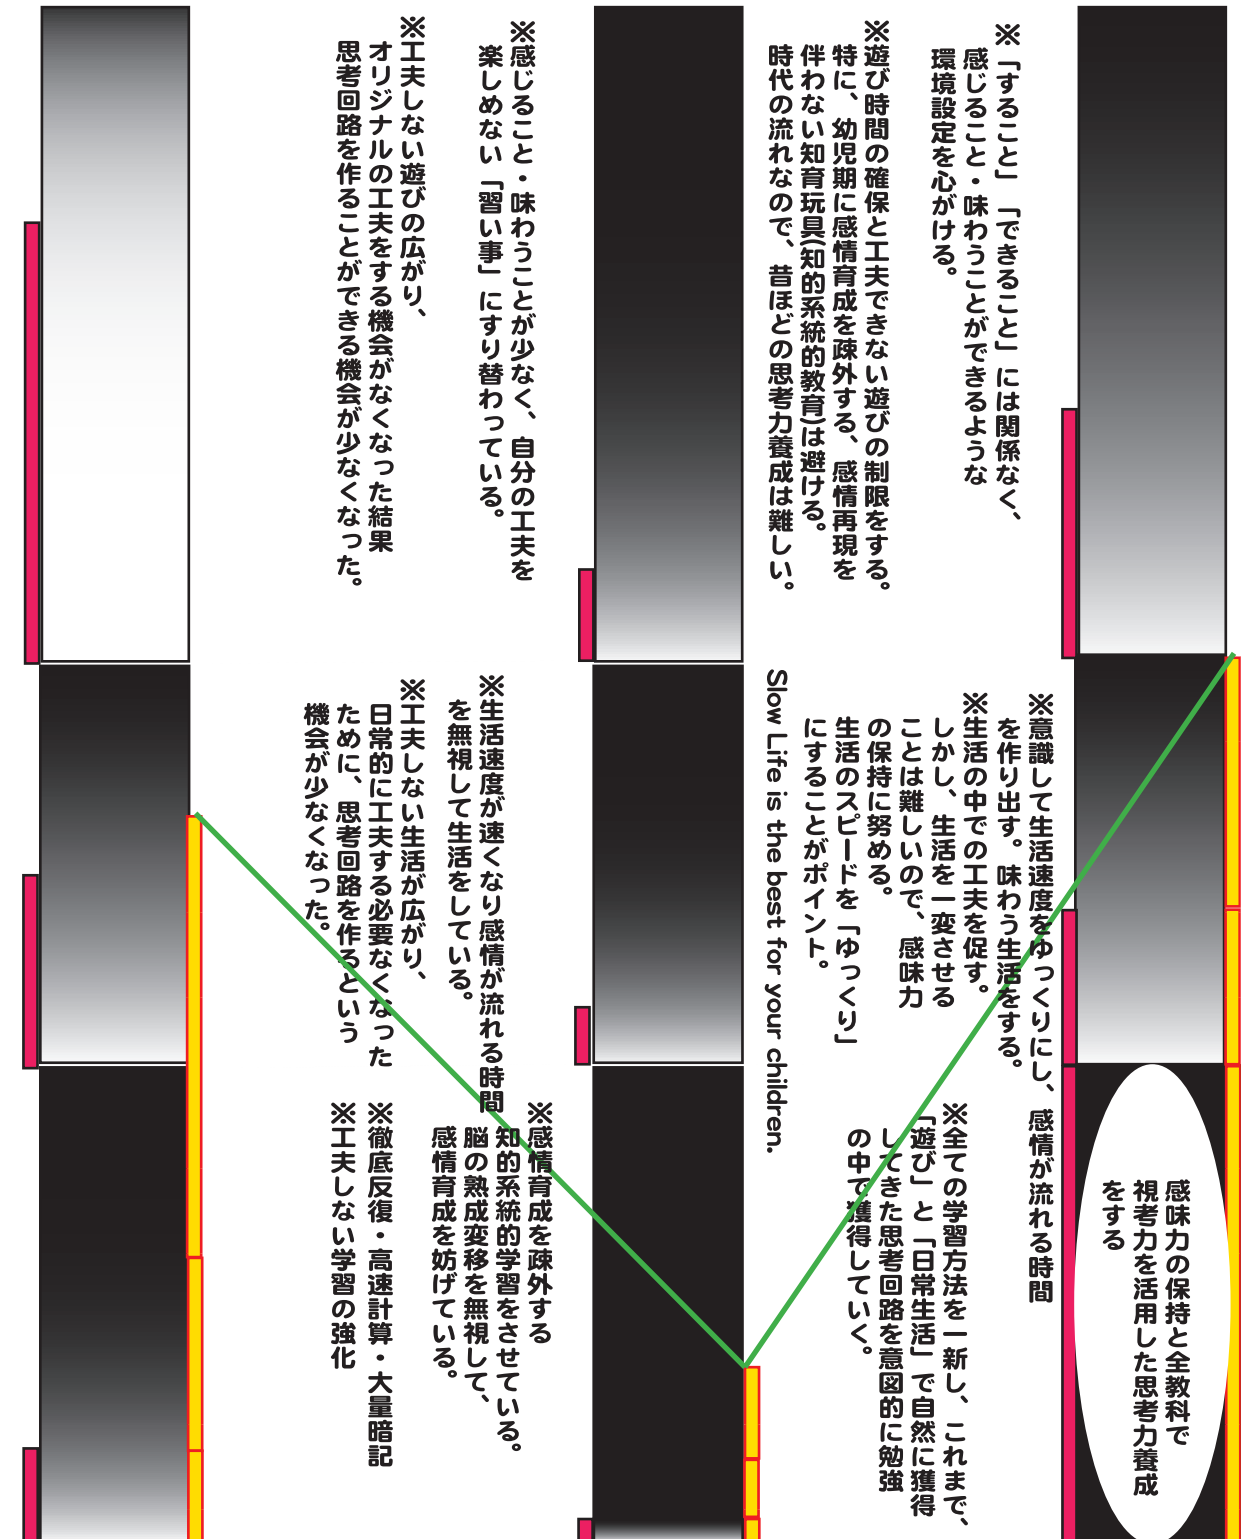 ※「すること」「できること」には関係なく、
感じること・味わうことができるような
環境設定を心がける。
※遊び時間の確保と工夫できない遊びの制限をする。
特に、幼児期に感情育成を疎外する、感情再現を
伴わない知育玩具(知的系統的教育)は避ける。
時代の流れなので、昔ほどの思考力養成は難しい。
※感じること・味わうことが少なく、自分の工夫を
楽しめない「習い事」にすり替わっている。
※工夫しない遊びの広がり、
オリジナルの工夫をする機会がなくなった結果
思考回路を作ることができる機会が少なくなった。
※意識して生活速度をゆっくりにし、感情が流れる時間
を作り出す。味わう生活をする。
※生活の中での工夫を促す。
しかし、生活を一変させる
ことは難しいので、感味力
の保持に努める。
生活のスピードを「ゆっくり」
にすることがポイント。
Slow Life is the best for your children.
※生活速度が速くなり感情が流れる時間
を無視して生活をしている。
※工夫しない生活が広がり、
日常的に工夫する必要なくなった
ために、思考回路を作るという
機会が少なくなった。
感味力の保持と全教科で
視考力を活用した思考力養成
をする
※全ての学習方法を一新し、これまで、
「遊び」と「日常生活」で自然に獲得
してきた思考回路を意図的に勉強
の中で獲得していく。
※感情育成を疎外する
知的系統的学習をさせている。
脳の熟成変移を無視して、
感情育成を妨げている。
※徹底反復・高速計算・大量暗記
※工夫しない学習の強化